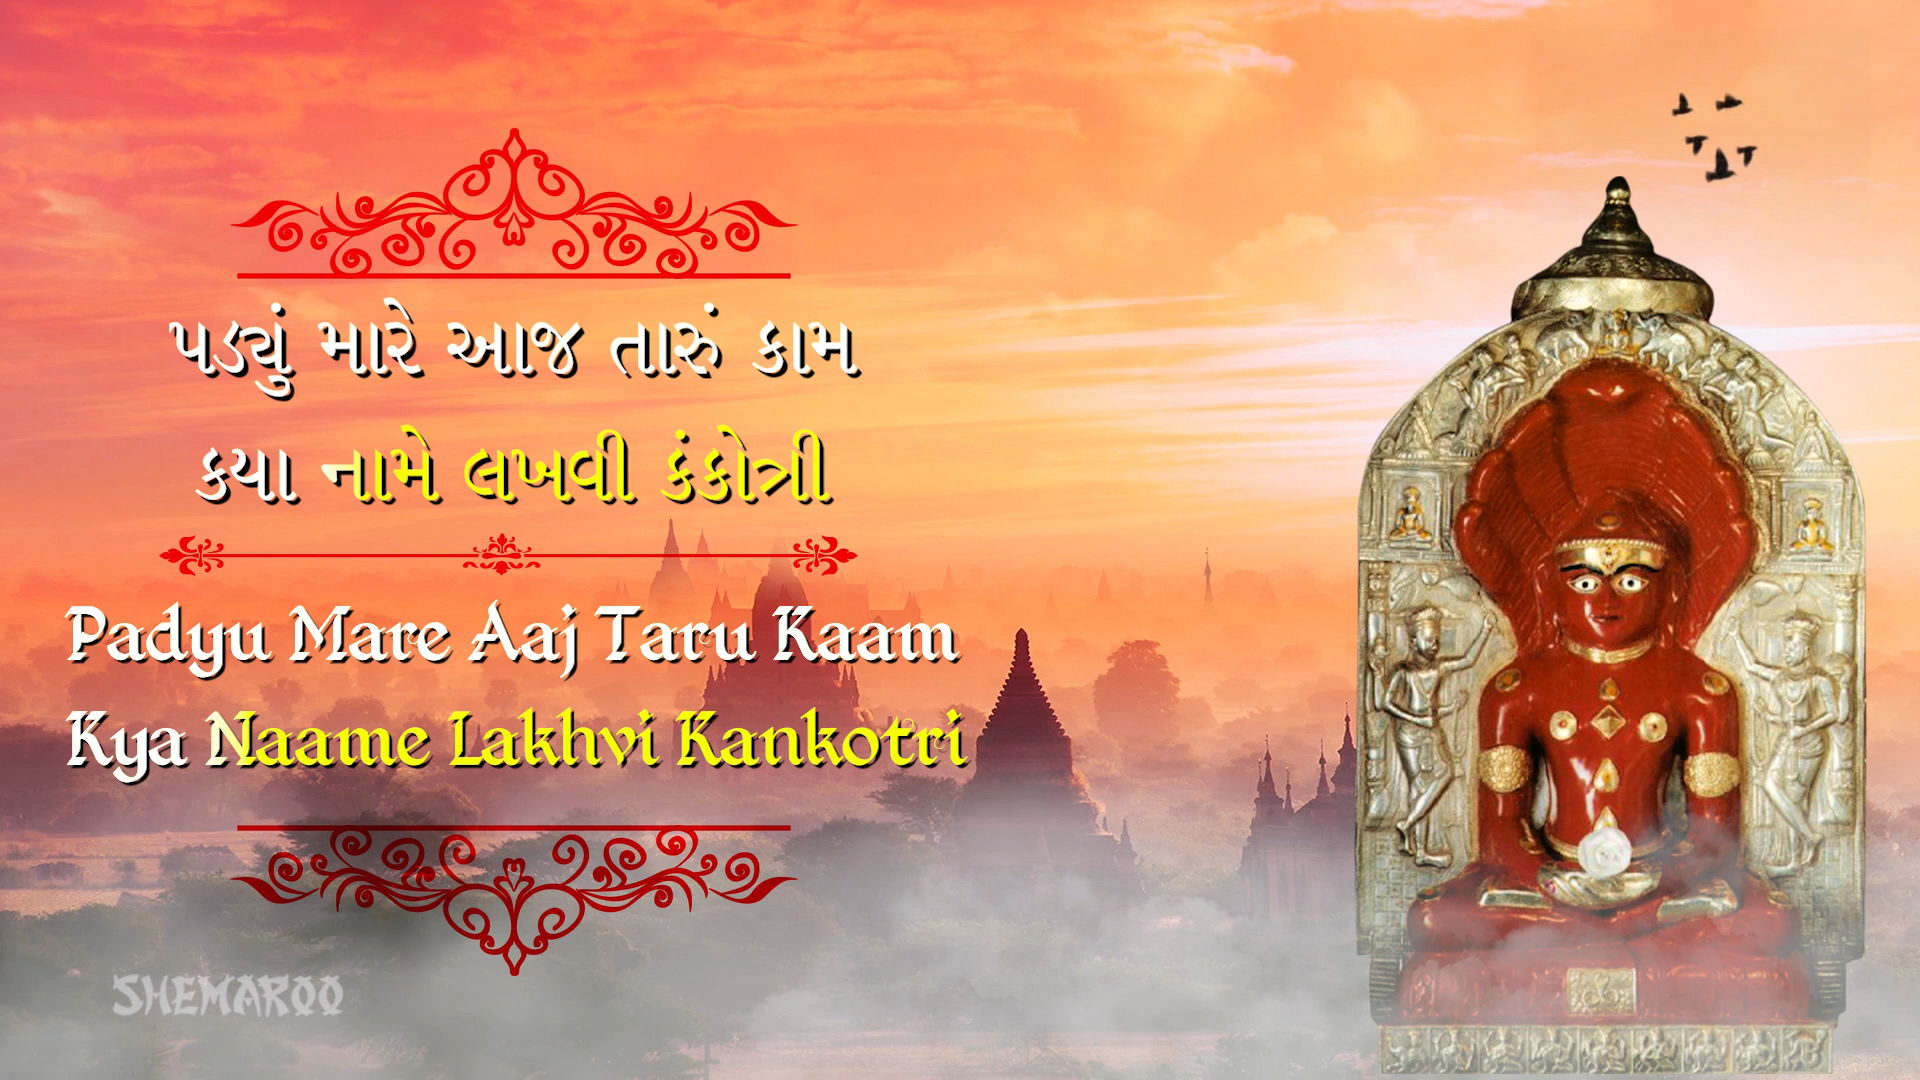 પડ્યું મારે આજ તારું કામ
કયા નામે લખવી કંકોત્રી
Padyu Mare Aaj Taru Kaam
Kya Naame Lakhvi Kankotri
SHEMAROO